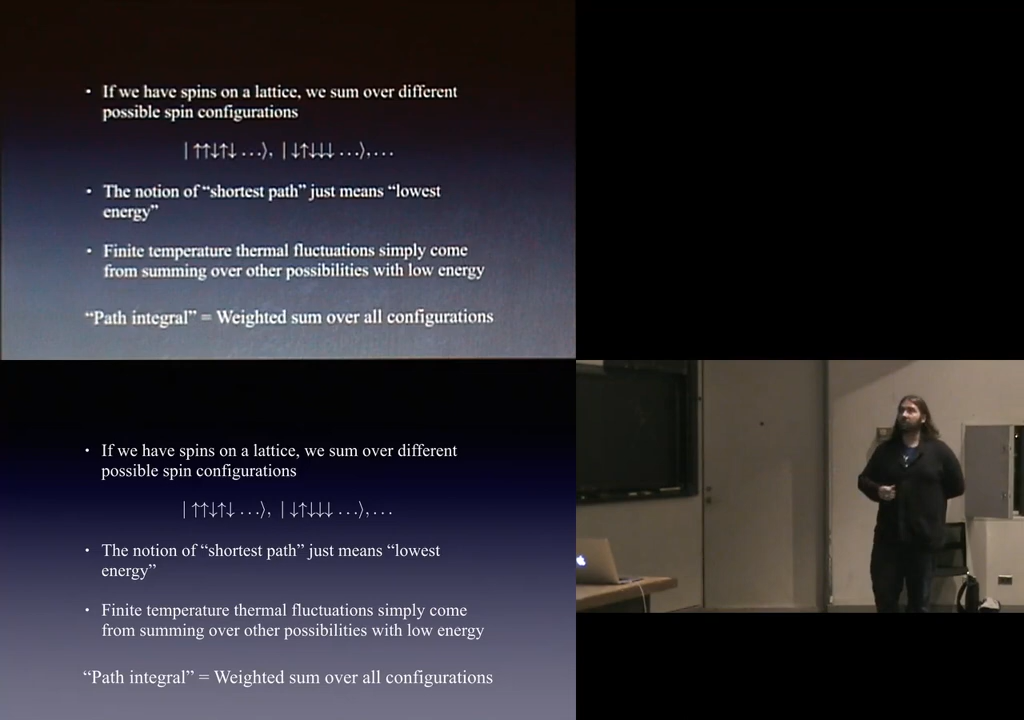 • If we have spins on a lattice, we sum over different
possible spin configurations
| ↑↑↓↑↓ ...⟩, | ↓↑↓↓↓ ...⟩,...
• The notion of “shortest path” just means “lowest
energy”
• Finite temperature thermal fluctuations simply come
from summing over other possibilities with low energy
“Path integral” = Weighted sum over all configurations
• If we have spins on a lattice, we sum over different
possible spin configurations
| ↑↑↓↑↓ ...⟩, | ↓↑↓↓↓ ...⟩,...
• The notion of “shortest path” just means “lowest
energy”
• Finite temperature thermal fluctuations simply come
from summing over other possibilities with low energy
“Path integral” = Weighted sum over all configurations